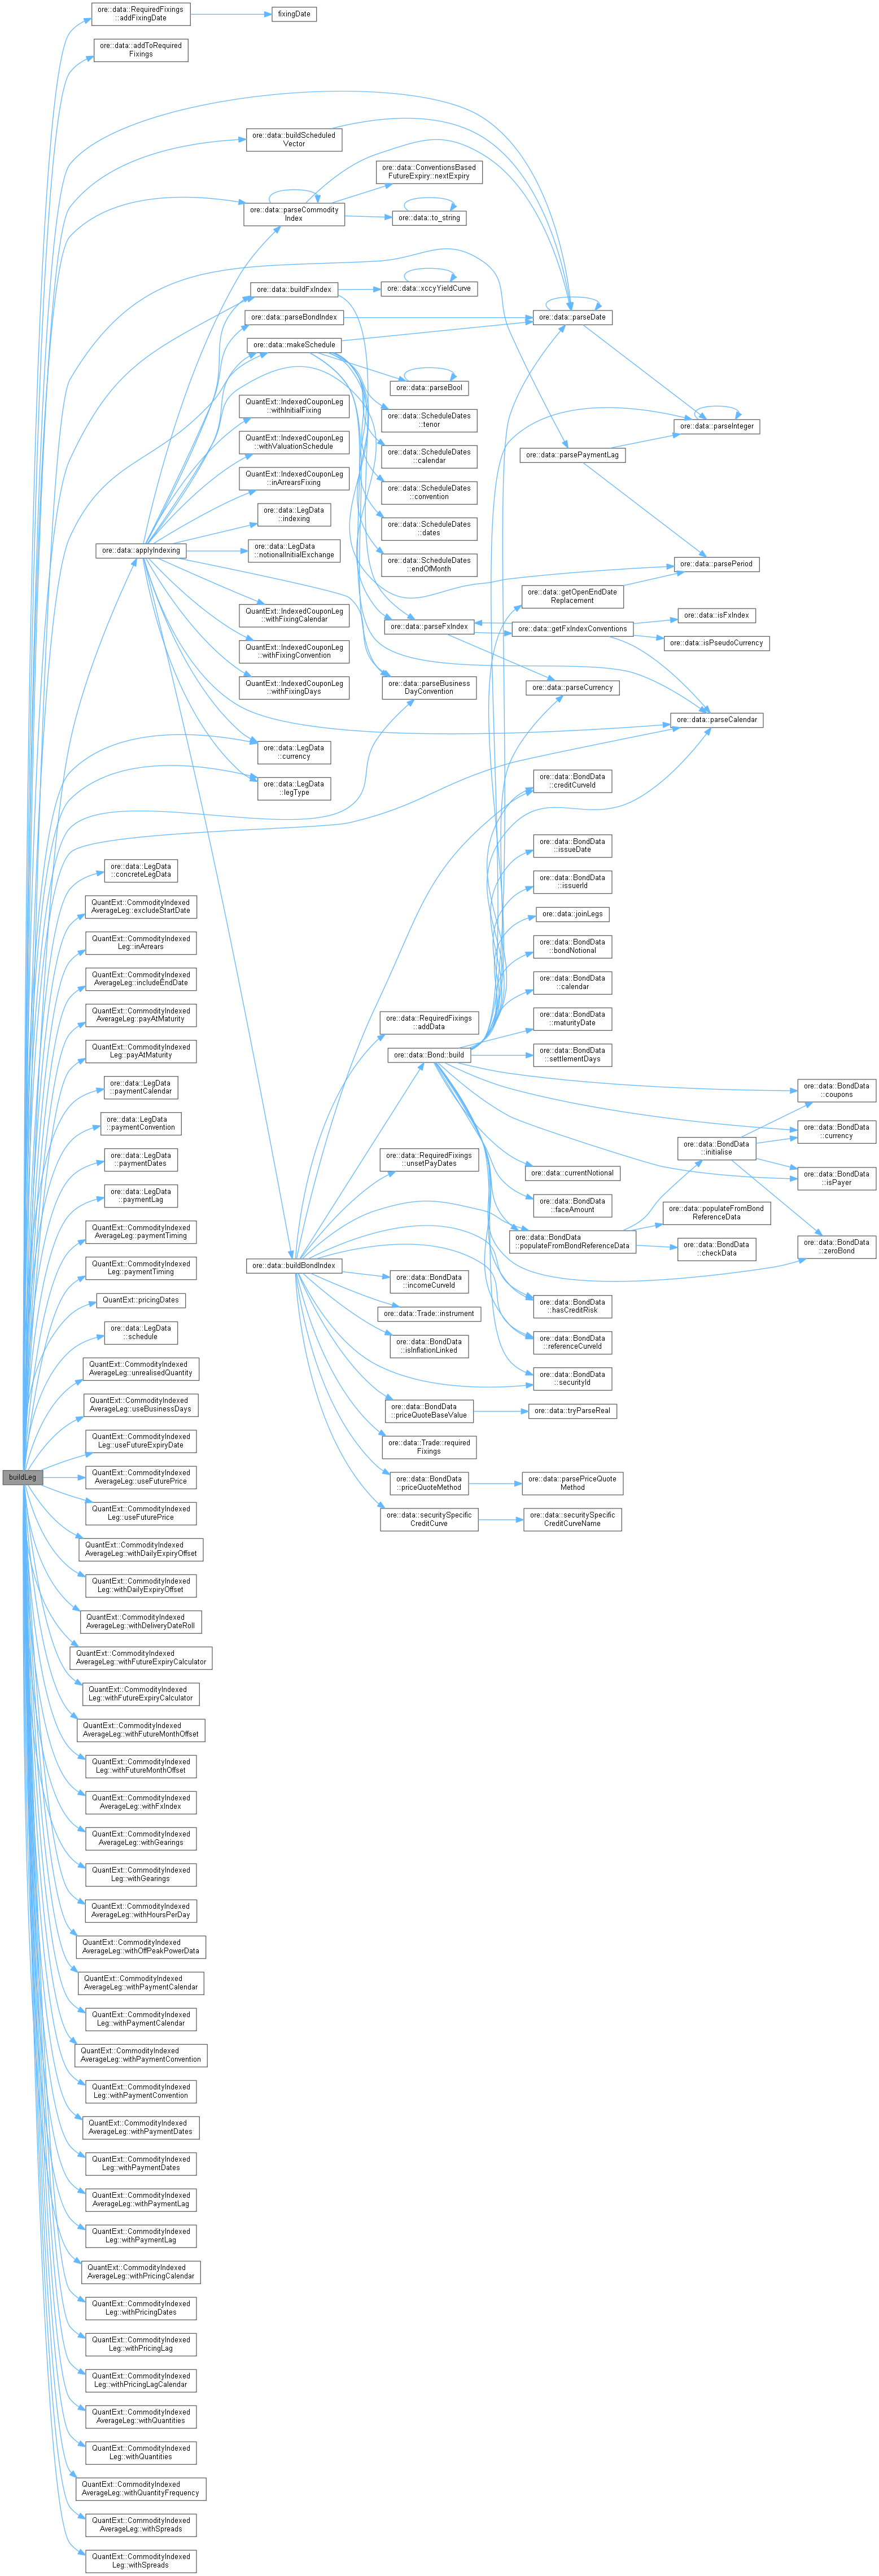 ore::data::RequiredFixings
::addFixingDate
fixingDate
ore::data::addToRequired
Fixings
ore::data::buildScheduled
Vector
ore::data::ConventionsBased
FutureExpiry::nextExpiry
ore::data::parseCommodity
Index
ore::data::to_string
ore::data::buildFxIndex
ore::data::xccyYieldCurve
ore::data::parseBondIndex
ore::data::parseDate
ore::data::makeSchedule
ore::data::parseBool
QuantExt::IndexedCouponLeg
::withInitialFixing
ore::data::ScheduleDates
::tenor
ore::data::parseInteger
QuantExt::IndexedCouponLeg
::withValuationSchedule
ore::data::ScheduleDates
::calendar
ore::data::parsePaymentLag
QuantExt::IndexedCouponLeg
::inArrearsFixing
ore::data::ScheduleDates
::convention
ore::data::LegData
::indexing
ore::data::ScheduleDates
::dates
ore::data::applyIndexing
ore::data::LegData
::notionalInitialExchange
ore::data::ScheduleDates
::endOfMonth
ore::data::parsePeriod
ore::data::getOpenEndDate
Replacement
QuantExt::IndexedCouponLeg
::withFixingCalendar
ore::data::parseFxIndex
ore::data::getFxIndexConventions
ore::data::isFxIndex
ore::data::isPseudoCurrency
QuantExt::IndexedCouponLeg
::withFixingConvention
QuantExt::IndexedCouponLeg
::withFixingDays
ore::data::parseBusiness
DayConvention
ore::data::parseCurrency
ore::data::parseCalendar
ore::data::LegData
::currency
ore::data::LegData
::legType
ore::data::BondData
::creditCurveId
ore::data::BondData
::issueDate
ore::data::LegData
::concreteLegData
ore::data::BondData
::issuerId
QuantExt::CommodityIndexed
AverageLeg::excludeStartDate
ore::data::joinLegs
QuantExt::CommodityIndexed
Leg::inArrears
ore::data::BondData
::bondNotional
QuantExt::CommodityIndexed
AverageLeg::includeEndDate
ore::data::BondData
::calendar
QuantExt::CommodityIndexed
AverageLeg::payAtMaturity
ore::data::RequiredFixings
::addData
ore::data::BondData
::maturityDate
QuantExt::CommodityIndexed
Leg::payAtMaturity
ore::data::Bond::build
ore::data::BondData
::settlementDays
ore::data::LegData
::paymentCalendar
ore::data::BondData
::coupons
ore::data::LegData
::paymentConvention
ore::data::BondData
::currency
ore::data::BondData
::initialise
ore::data::LegData
::paymentDates
ore::data::RequiredFixings
::unsetPayDates
ore::data::currentNotional
ore::data::BondData
::isPayer
ore::data::LegData
::paymentLag
ore::data::BondData
::faceAmount
ore::data::populateFromBond
ReferenceData
QuantExt::CommodityIndexed
AverageLeg::paymentTiming
ore::data::BondData
::populateFromBondReferenceData
ore::data::BondData
::checkData
ore::data::BondData
::zeroBond
QuantExt::CommodityIndexed
Leg::paymentTiming
ore::data::buildBondIndex
ore::data::BondData
::incomeCurveId
QuantExt::pricingDates
ore::data::Trade::instrument
ore::data::BondData
::hasCreditRisk
ore::data::LegData
::schedule
ore::data::BondData
::isInflationLinked
ore::data::BondData
::referenceCurveId
QuantExt::CommodityIndexed
AverageLeg::unrealisedQuantity
ore::data::BondData
::securityId
QuantExt::CommodityIndexed
AverageLeg::useBusinessDays
ore::data::BondData
::priceQuoteBaseValue
ore::data::tryParseReal
QuantExt::CommodityIndexed
Leg::useFutureExpiryDate
ore::data::Trade::required
Fixings
buildLeg
QuantExt::CommodityIndexed
AverageLeg::useFuturePrice
ore::data::BondData
::priceQuoteMethod
ore::data::parsePriceQuote
Method
QuantExt::CommodityIndexed
Leg::useFuturePrice
ore::data::securitySpecific
CreditCurve
ore::data::securitySpecific
CreditCurveName
QuantExt::CommodityIndexed
AverageLeg::withDailyExpiryOffset
QuantExt::CommodityIndexed
Leg::withDailyExpiryOffset
QuantExt::CommodityIndexed
AverageLeg::withDeliveryDateRoll
QuantExt::CommodityIndexed
AverageLeg::withFutureExpiryCalculator
QuantExt::CommodityIndexed
Leg::withFutureExpiryCalculator
QuantExt::CommodityIndexed
AverageLeg::withFutureMonthOffset
QuantExt::CommodityIndexed
Leg::withFutureMonthOffset
QuantExt::CommodityIndexed
AverageLeg::withFxIndex
QuantExt::CommodityIndexed
AverageLeg::withGearings
QuantExt::CommodityIndexed
Leg::withGearings
QuantExt::CommodityIndexed
AverageLeg::withHoursPerDay
QuantExt::CommodityIndexed
AverageLeg::withOffPeakPowerData
QuantExt::CommodityIndexed
AverageLeg::withPaymentCalendar
QuantExt::CommodityIndexed
Leg::withPaymentCalendar
QuantExt::CommodityIndexed
AverageLeg::withPaymentConvention
QuantExt::CommodityIndexed
Leg::withPaymentConvention
QuantExt::CommodityIndexed
AverageLeg::withPaymentDates
QuantExt::CommodityIndexed
Leg::withPaymentDates
QuantExt::CommodityIndexed
AverageLeg::withPaymentLag
QuantExt::CommodityIndexed
Leg::withPaymentLag
QuantExt::CommodityIndexed
AverageLeg::withPricingCalendar
QuantExt::CommodityIndexed
Leg::withPricingDates
QuantExt::CommodityIndexed
Leg::withPricingLag
QuantExt::CommodityIndexed
Leg::withPricingLagCalendar
QuantExt::CommodityIndexed
AverageLeg::withQuantities
QuantExt::CommodityIndexed
Leg::withQuantities
QuantExt::CommodityIndexed
AverageLeg::withQuantityFrequency
QuantExt::CommodityIndexed
AverageLeg::withSpreads
QuantExt::CommodityIndexed
Leg::withSpreads